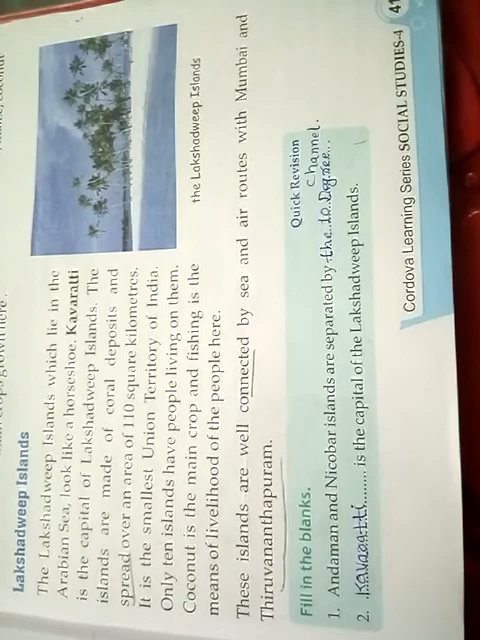 crops grown here.
Lakshadweep Islands
The Lakshadweep Islands which lie in the
Arabian Sea, look like a horseshoe. Kavaratti
is the capital of Lakshadweep Islands. The
islands are made of coral deposits and
spread over an area of 110 square kilometres.
It is the smallest Union Territory of India.
Only ten islands have people living on them.
Coconut is the main crop and fishing is the
means of livelihood of the people here.
the Lakshadweep Islands
These islands are well connected by sea and air routes with Mumbai and
Thiruvananthapuram.
Quick Revision
Fill in the blanks.
Channel.
1. Andaman and Nicobar islands are separated by the 10 Degree...
2. Kavaratti......... is the capital of the Lakshadweep Islands.
Cordova Learning Series SOCIAL STUDIES-4
41